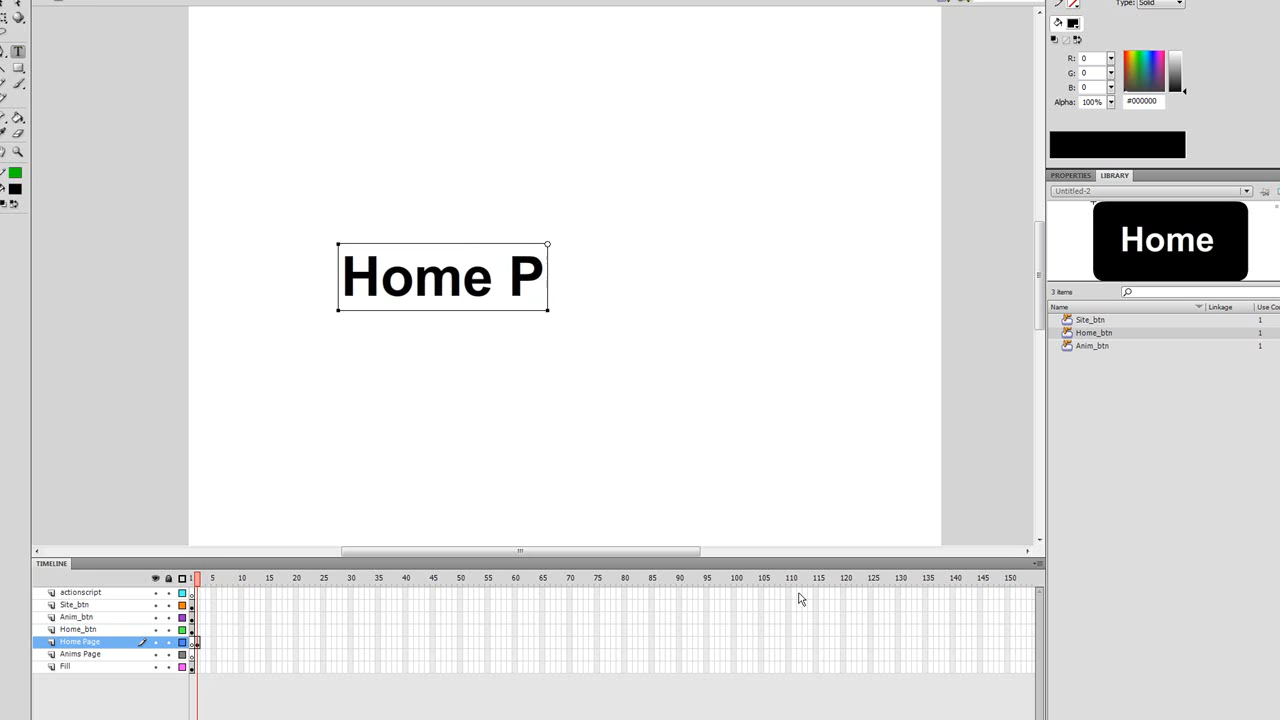 Type: Solid
R: 0
G: 0
B: 0
Alpha: 100% #000000
PROPERTIES LIBRARY
Untitled-2
Home
3 items
Name Linkage Use Co
Site_btn 1
Home_btn 1
Anim_btn 1
Home P
TIMELINE
1 5 10 15 20 25 30 35 40 45 50 55 60 65 70 75 80 85 90 95 100 105 110 115 120 125 130 135 140 145 150
actionscript
Site_btn
Anim_btn
Home_btn
Home Page
Anims Page
Fill